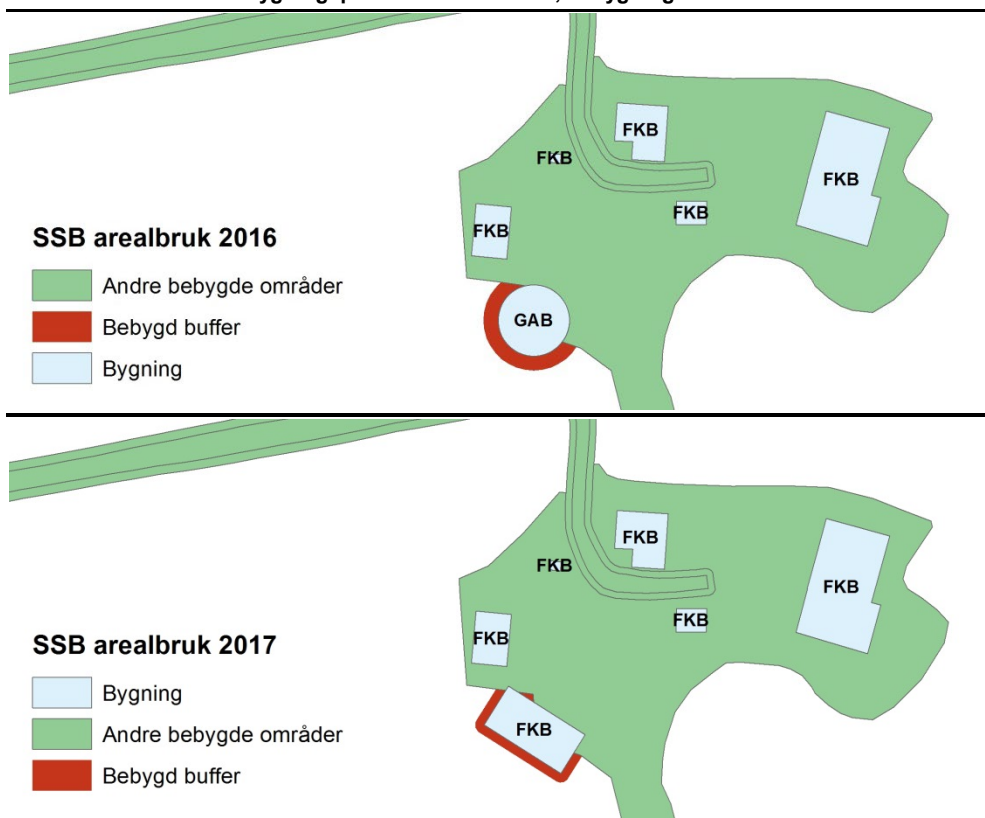 FKB
FKB
FKB
FKB
FKB
GAB
SSB arealbruk 2016
Andre bebygde områder
Bebygd buffer
Bygning
FKB
FKB
FKB
FKB
FKB
FKB
SSB arealbruk 2017
Bygning
Andre bebygde områder
Bebygd buffer